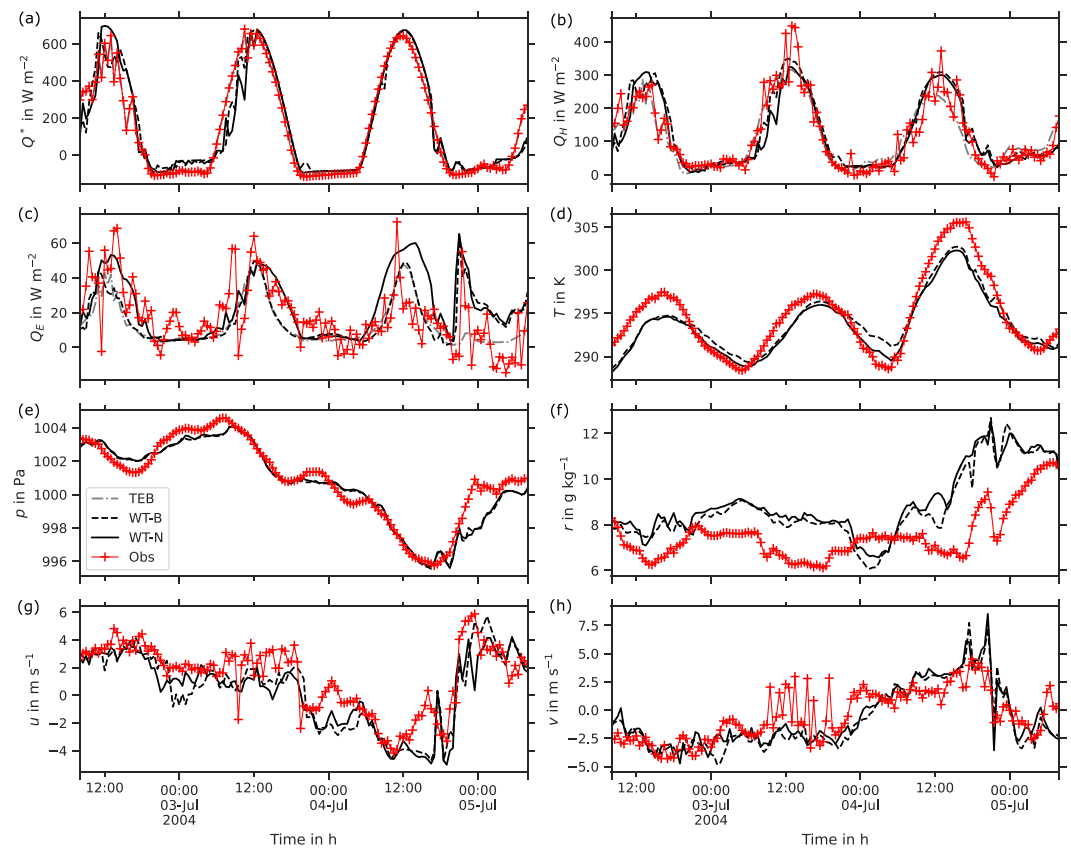 (a)
Q* in W m⁻²
600
400
200
0
(b)
Q_H in W m⁻²
400
300
200
100
0
(c)
Q_E in W m⁻²
60
40
20
0
(d)
T in K
305
300
295
290
(e)
p in Pa
1004
1002
1000
998
996
TEB
WT-B
WT-N
Obs
(f)
r in g kg⁻¹
12
10
8
6
(g)
u in m s⁻¹
6
4
2
0
−2
−4
12:00 00:00 12:00 00:00 12:00 00:00
03-Jul 04-Jul 05-Jul
2004
Time in h
(h)
v in m s⁻¹
7.5
5.0
2.5
0.0
−2.5
−5.0
12:00 00:00 12:00 00:00 12:00 00:00
03-Jul 04-Jul 05-Jul
2004
Time in h